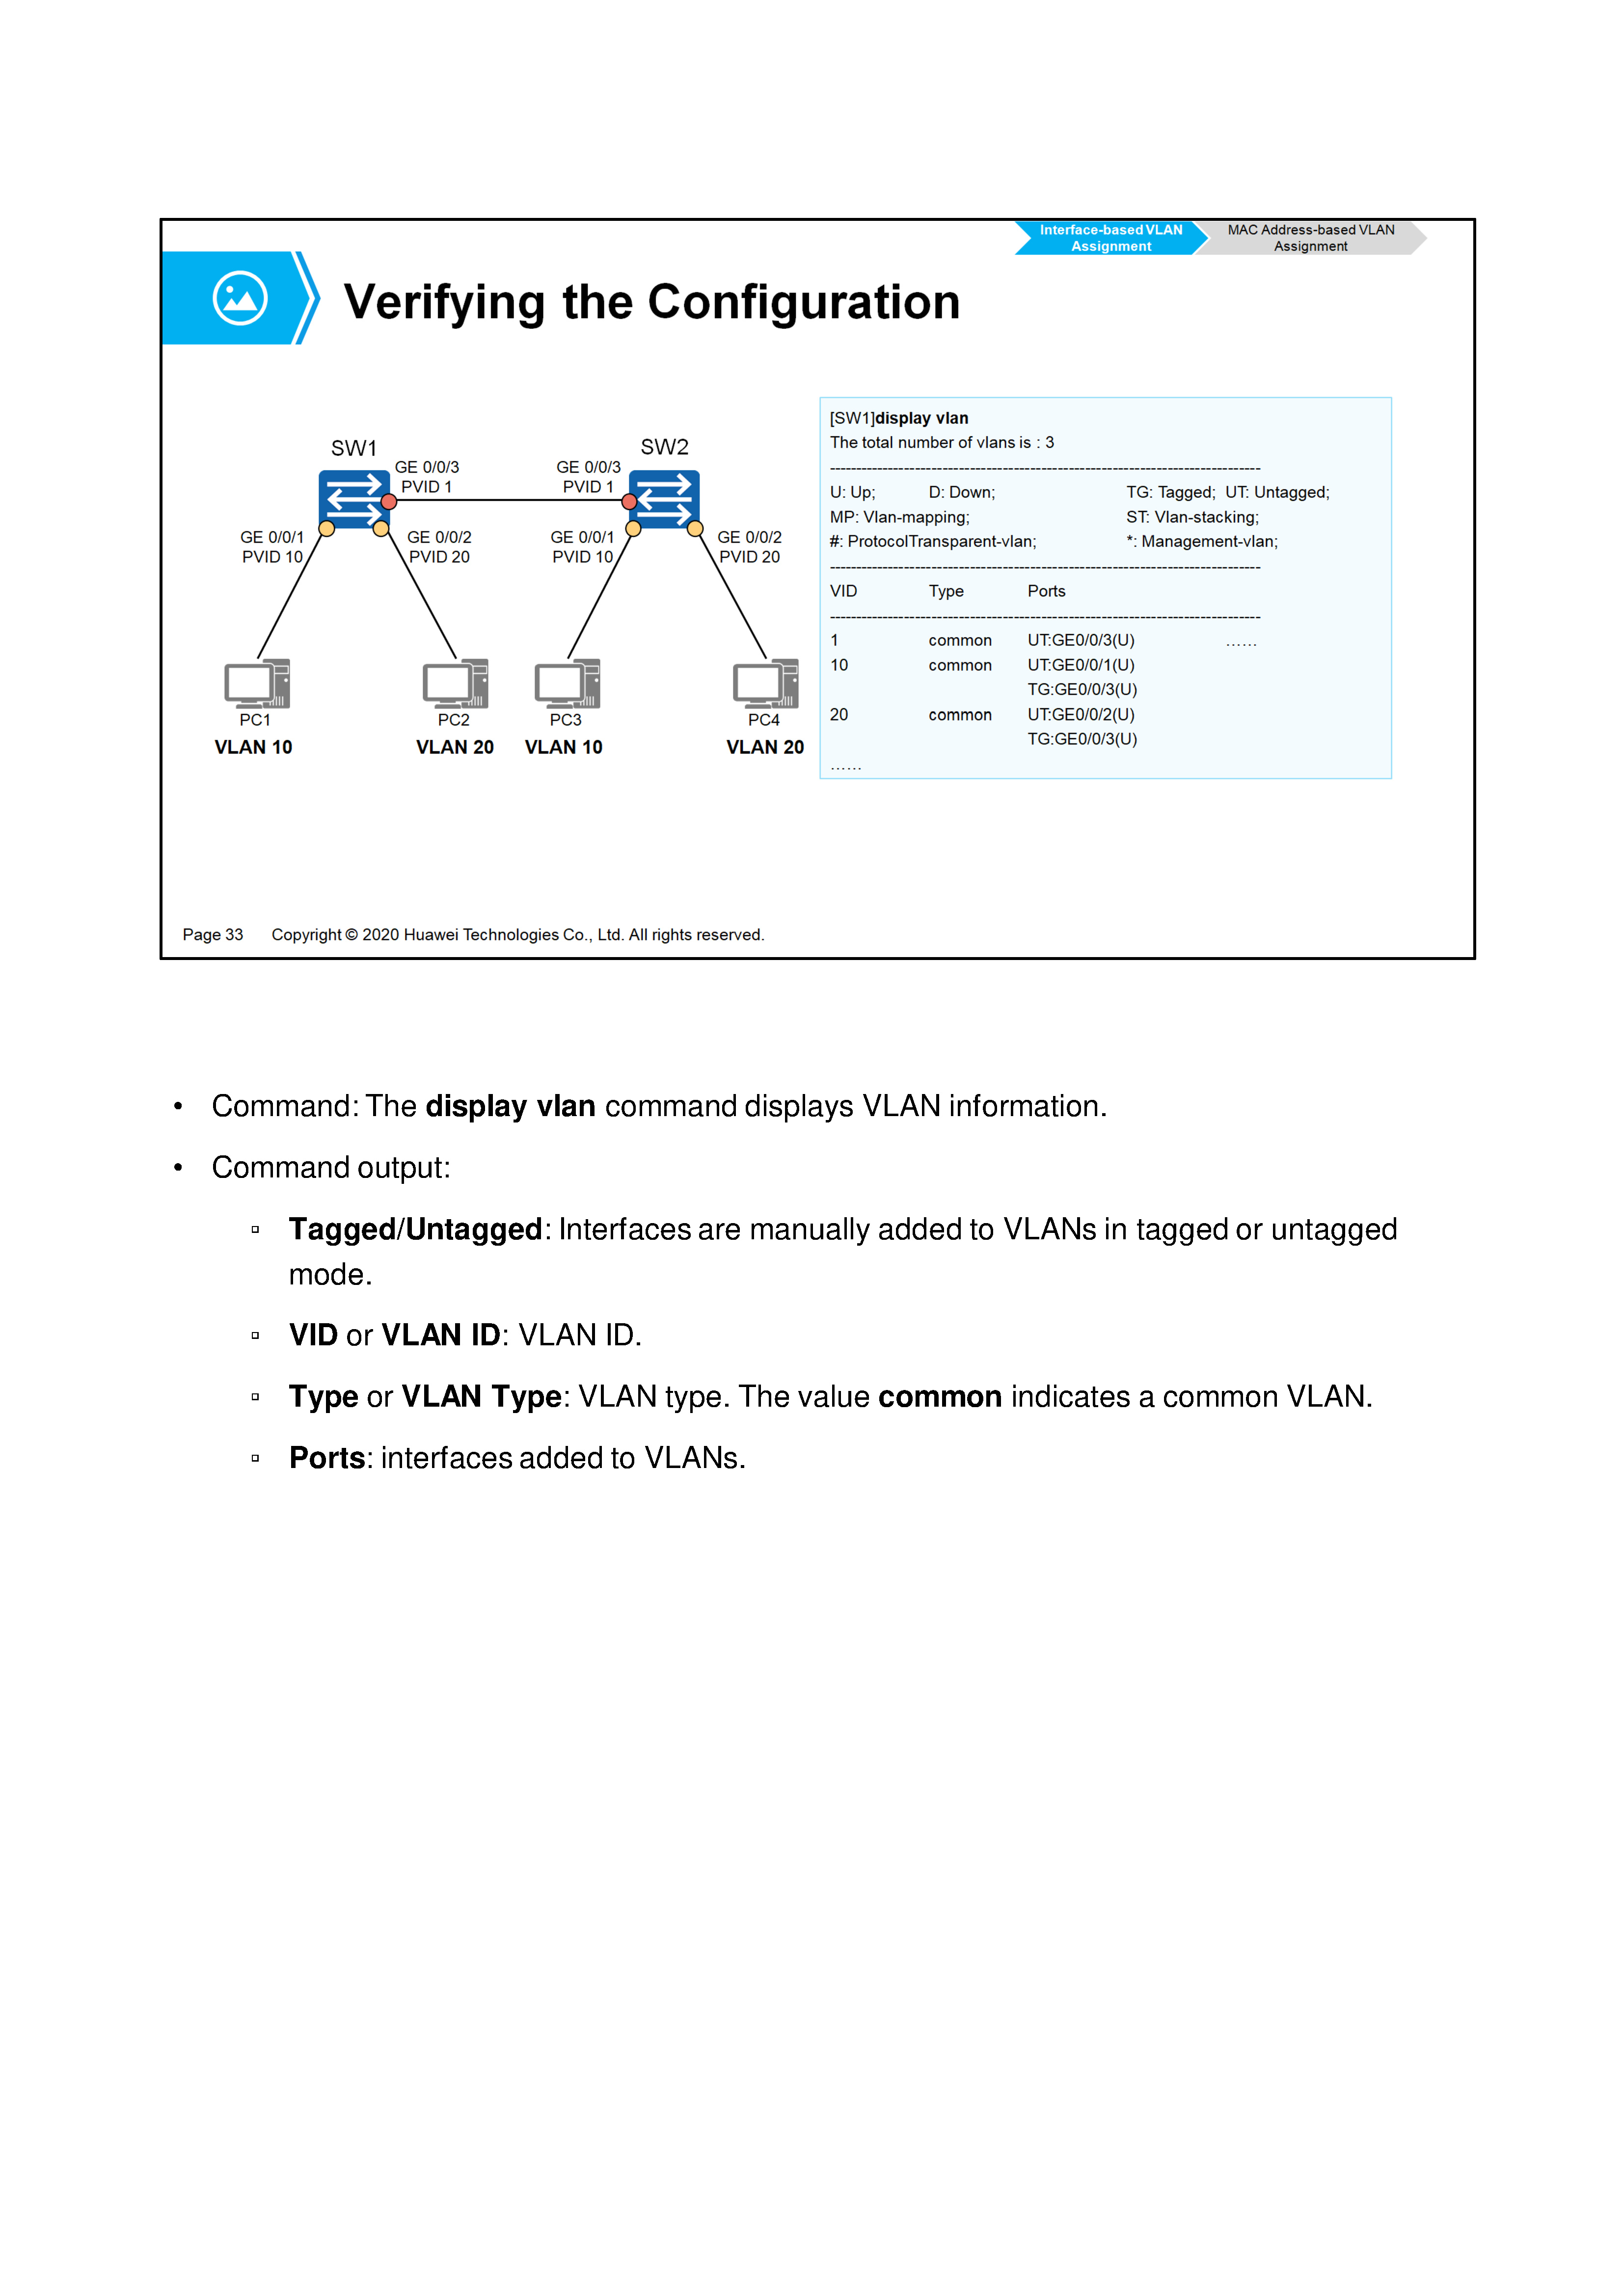 Interface-based VLAN
Assignment
MAC Address-based VLAN
Assignment
Verifying the Configuration
SW1
SW2
GE 0/0/3
PVID 1
GE 0/0/3
PVID 1
GE 0/0/1
PVID 10
GE 0/0/2
PVID 20
GE 0/0/1
PVID 10
GE 0/0/2
PVID 20
PC1
VLAN 10
PC2
VLAN 20
PC3
VLAN 10
PC4
VLAN 20
[SW1]display vlan
The total number of vlans is : 3
--------------------------------------------------------------------------------
U: Up; D: Down; TG: Tagged; UT: Untagged;
MP: Vlan-mapping; ST: Vlan-stacking;
#: ProtocolTransparent-vlan; *: Management-vlan;
--------------------------------------------------------------------------------
VID Type Ports
--------------------------------------------------------------------------------
1 common UT:GE0/0/3(U) ……
10 common UT:GE0/0/1(U)
TG:GE0/0/3(U)
20 common UT:GE0/0/2(U)
TG:GE0/0/3(U)
……
Page 33 Copyright © 2020 Huawei Technologies Co., Ltd. All rights reserved.
• Command: The display vlan command displays VLAN information.
• Command output:
▫ Tagged/Untagged: Interfaces are manually added to VLANs in tagged or untagged
mode.
▫ VID or VLAN ID: VLAN ID.
▫ Type or VLAN Type: VLAN type. The value common indicates a common VLAN.
▫ Ports: interfaces added to VLANs.